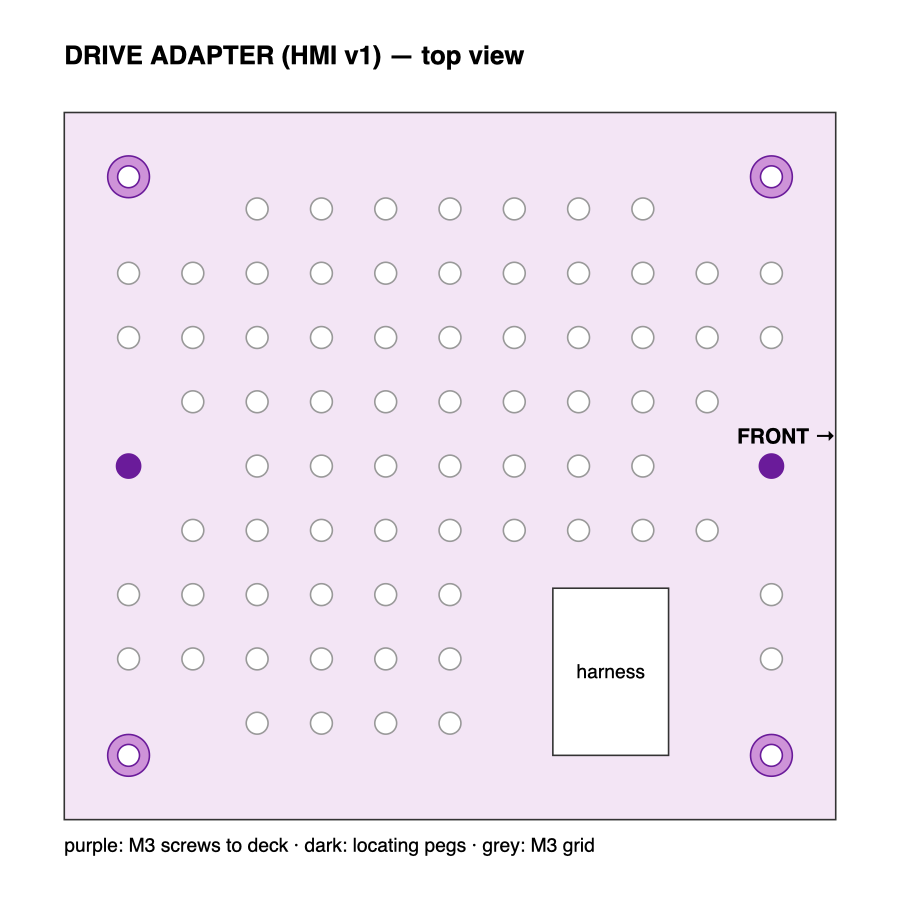 DRIVE ADAPTER (HMI v1) — top view
FRONT →
harness
purple: M3 screws to deck · dark: locating pegs · grey: M3 grid